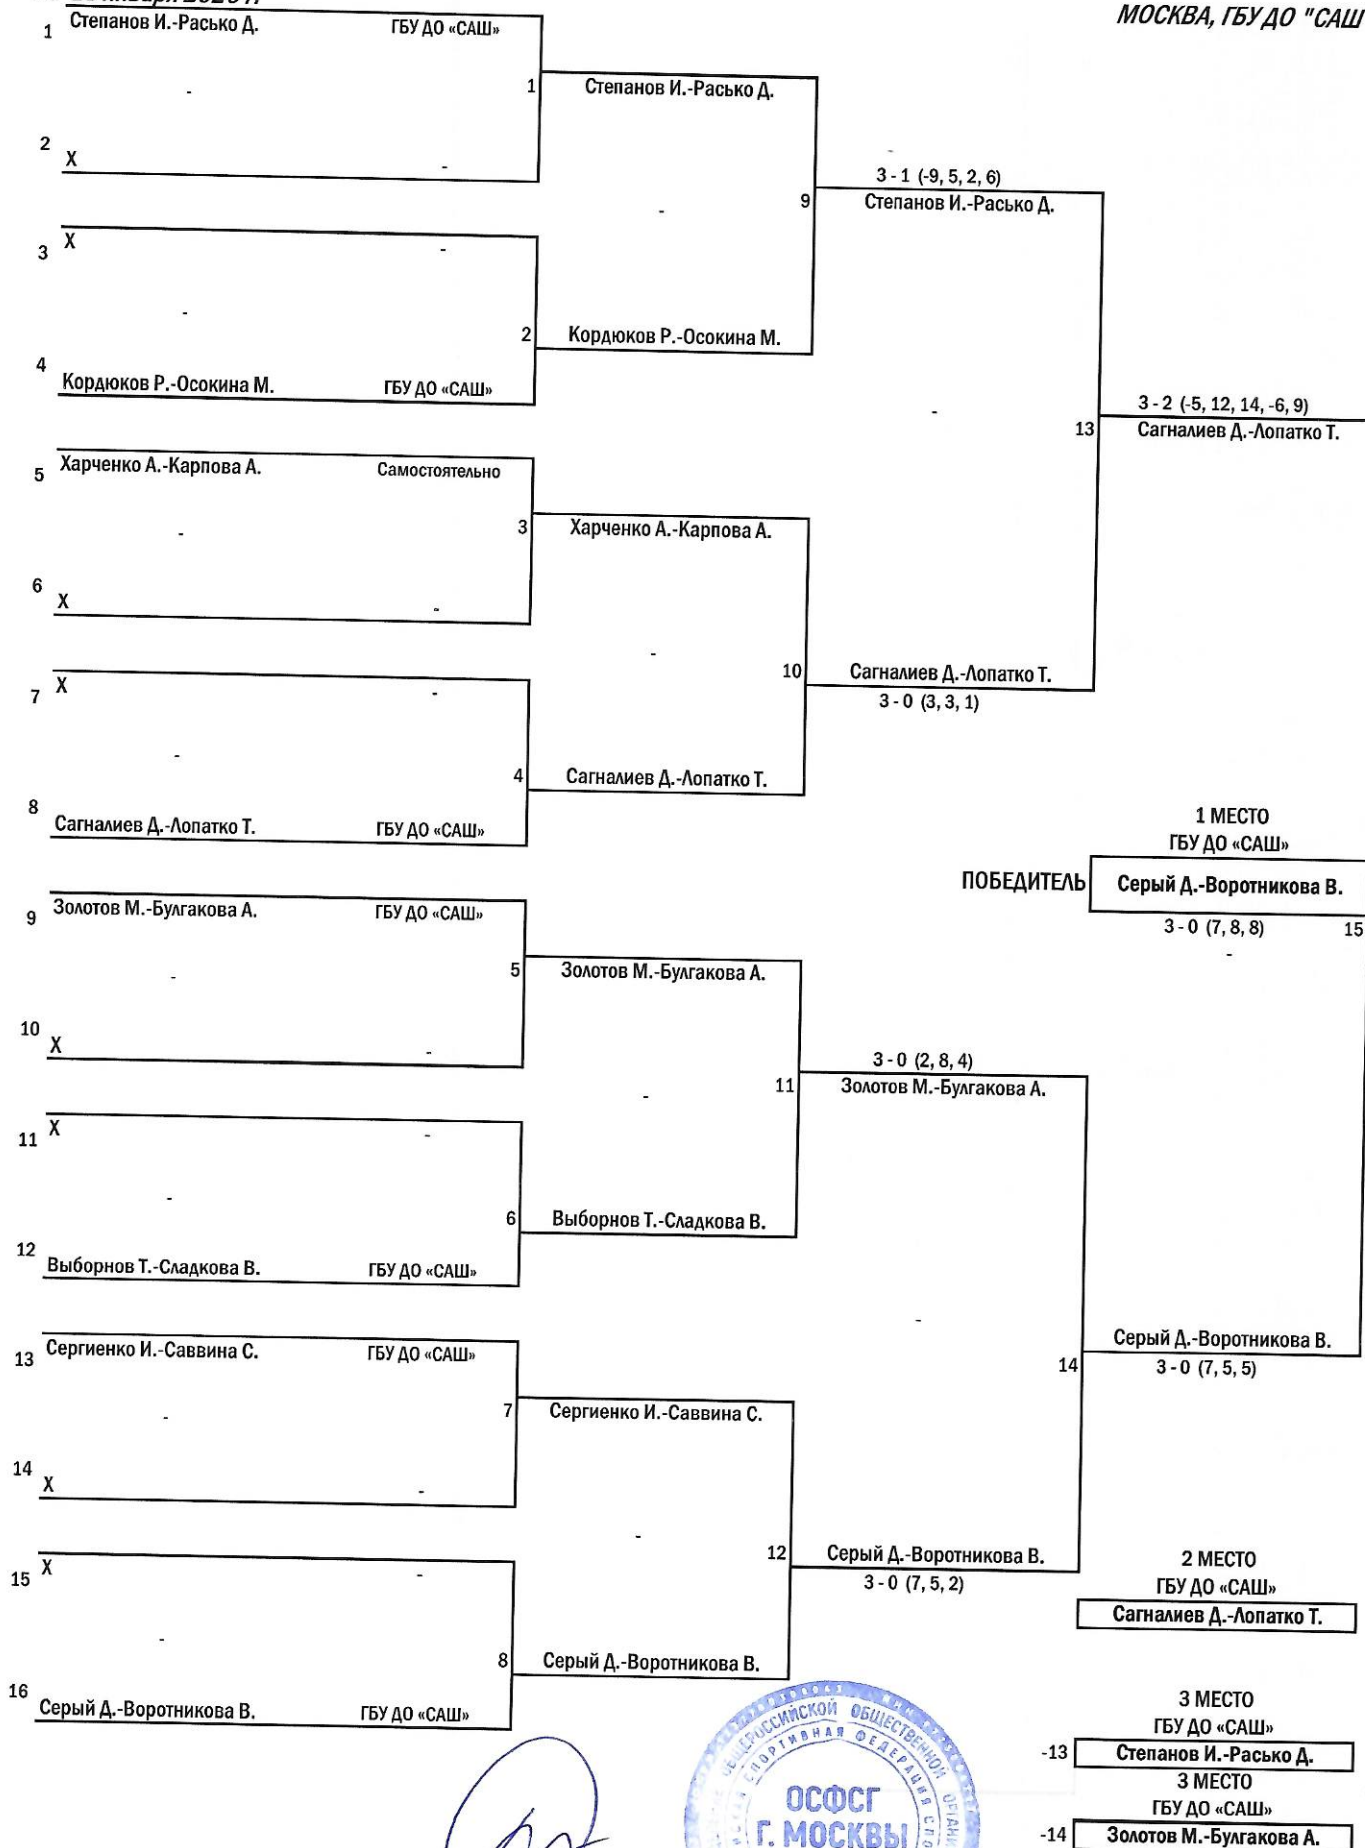 МОСКВА, ГБУ ДО "САШ
1 Степанов И.-Расько Д. ГБУ ДО «САШ»
1 Степанов И.-Расько Д.
2 X
3 - 1 (-9, 5, 2, 6)
9 Степанов И.-Расько Д.
3 X
2 Кордюков Р.-Осокина М.
4 Кордюков Р.-Осокина М. ГБУ ДО «САШ»
3 - 2 (-5, 12, 14, -6, 9)
13 Сагналиев Д.-Лопатко Т.
5 Харченко А.-Карпова А. Самостоятельно
3 Харченко А.-Карпова А.
6 X
10 Сагналиев Д.-Лопатко Т.
3 - 0 (3, 3, 1)
7 X
4 Сагналиев Д.-Лопатко Т.
8 Сагналиев Д.-Лопатко Т. ГБУ ДО «САШ»
1 МЕСТО
ГБУ ДО «САШ»
ПОБЕДИТЕЛЬ Серый Д.-Воротникова В.
3 - 0 (7, 8, 8) 15
9 Золотов М.-Булгакова А. ГБУ ДО «САШ»
5 Золотов М.-Булгакова А.
10 X
3 - 0 (2, 8, 4)
11 Золотов М.-Булгакова А.
11 X
6 Выборнов Т.-Сладкова В.
12 Выборнов Т.-Сладкова В. ГБУ ДО «САШ»
14 Серый Д.-Воротникова В.
3 - 0 (7, 5, 5)
13 Сергиенко И.-Саввина С. ГБУ ДО «САШ»
7 Сергиенко И.-Саввина С.
14 X
12 Серый Д.-Воротникова В.
3 - 0 (7, 5, 2)
15 X
8 Серый Д.-Воротникова В.
16 Серый Д.-Воротникова В. ГБУ ДО «САШ»
2 МЕСТО
ГБУ ДО «САШ»
Сагналиев Д.-Лопатко Т.
3 МЕСТО
ГБУ ДО «САШ»
-13 Степанов И.-Расько Д.
3 МЕСТО
ГБУ ДО «САШ»
-14 Золотов М.-Булгакова А.
ОБЩЕРОССИЙСКОЙ ОБЩЕСТВЕННОЙ
СПОРТИВНАЯ ФЕДЕРАЦИЯ
ОСФСГ
Г. МОСКВЫ